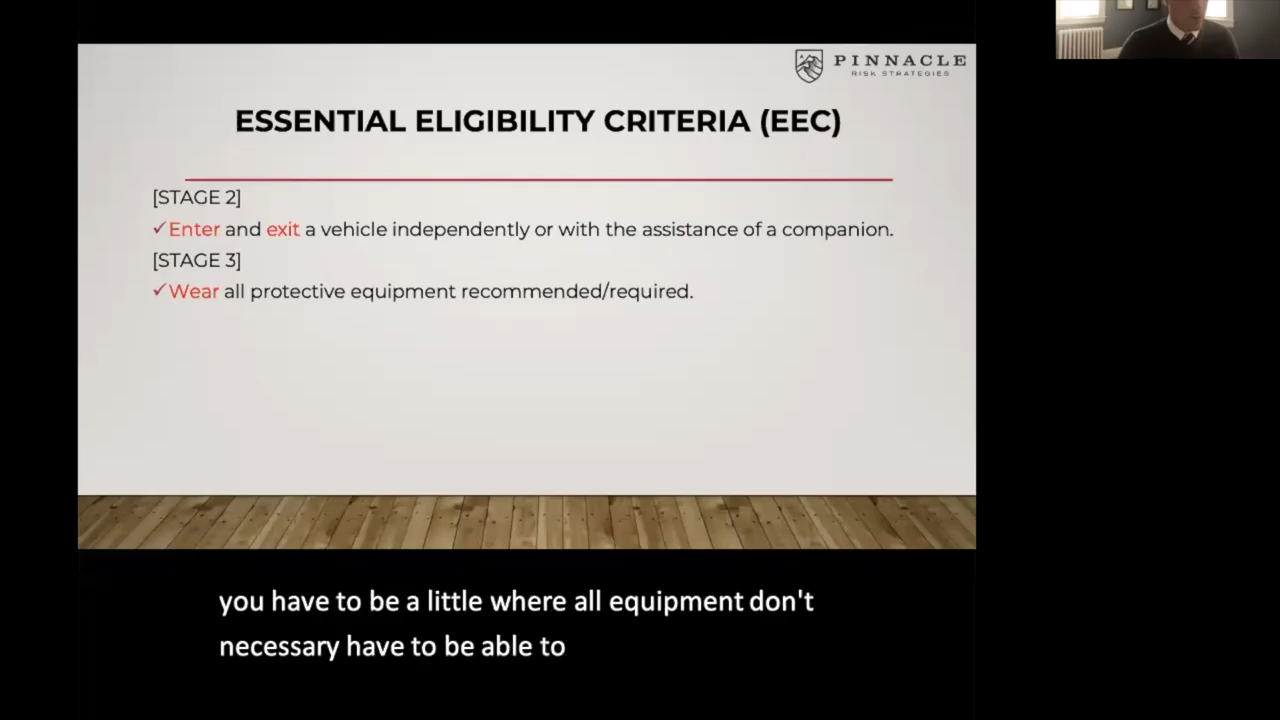 PINNACLE
RISK STRATEGIES
ESSENTIAL ELIGIBILITY CRITERIA (EEC)
[STAGE 2]
✓Enter and exit a vehicle independently or with the assistance of a companion.
[STAGE 3]
✓Wear all protective equipment recommended/required.
you have to be a little where all equipment don't
necessary have to be able to